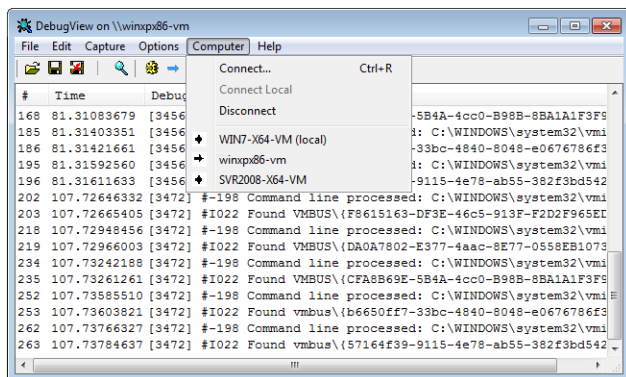 DebugView on \\winxpx86-vm
File Edit Capture Options Computer Help
Connect... Ctrl+R
Connect Local
Disconnect
WIN7-X64-VM (local)
winxpx86-vm
SVR2008-X64-VM
# Time Debug
168 81.31083679 [3456 -5B4A-4cc0-B98B-8BA1A1F3F9
185 81.31403351 [3456 d: C:\WINDOWS\system32\vmi
186 81.31421661 [3456 -33bc-4840-8048-e0676786f3
195 81.31592560 [3456 d: C:\WINDOWS\system32\vmi
196 81.31611633 [3456 -9115-4e78-ab55-382f3bd542
202 107.72646332 [3472] #-198 Command line processed: C:\WINDOWS\system32\vmi
203 107.72665405 [3472] #I022 Found VMBUS\{F8615163-DF3E-46c5-913F-F2D2F965ED
218 107.72948456 [3472] #-198 Command line processed: C:\WINDOWS\system32\vmi
219 107.72966003 [3472] #I022 Found VMBUS\{DA0A7802-E377-4aac-8E77-0558EB1073
234 107.73242188 [3472] #-198 Command line processed: C:\WINDOWS\system32\vmi
235 107.73261261 [3472] #I022 Found VMBUS\{CFA8B69E-5B4A-4cc0-B98B-8BA1A1F3F9
252 107.73585510 [3472] #-198 Command line processed: C:\WINDOWS\system32\vmi
253 107.73603821 [3472] #I022 Found vmbus\{b6650ff7-33bc-4840-8048-e0676786f3
262 107.73766327 [3472] #-198 Command line processed: C:\WINDOWS\system32\vmi
263 107.73784637 [3472] #I022 Found vmbus\{57164f39-9115-4e78-ab55-382f3bd542